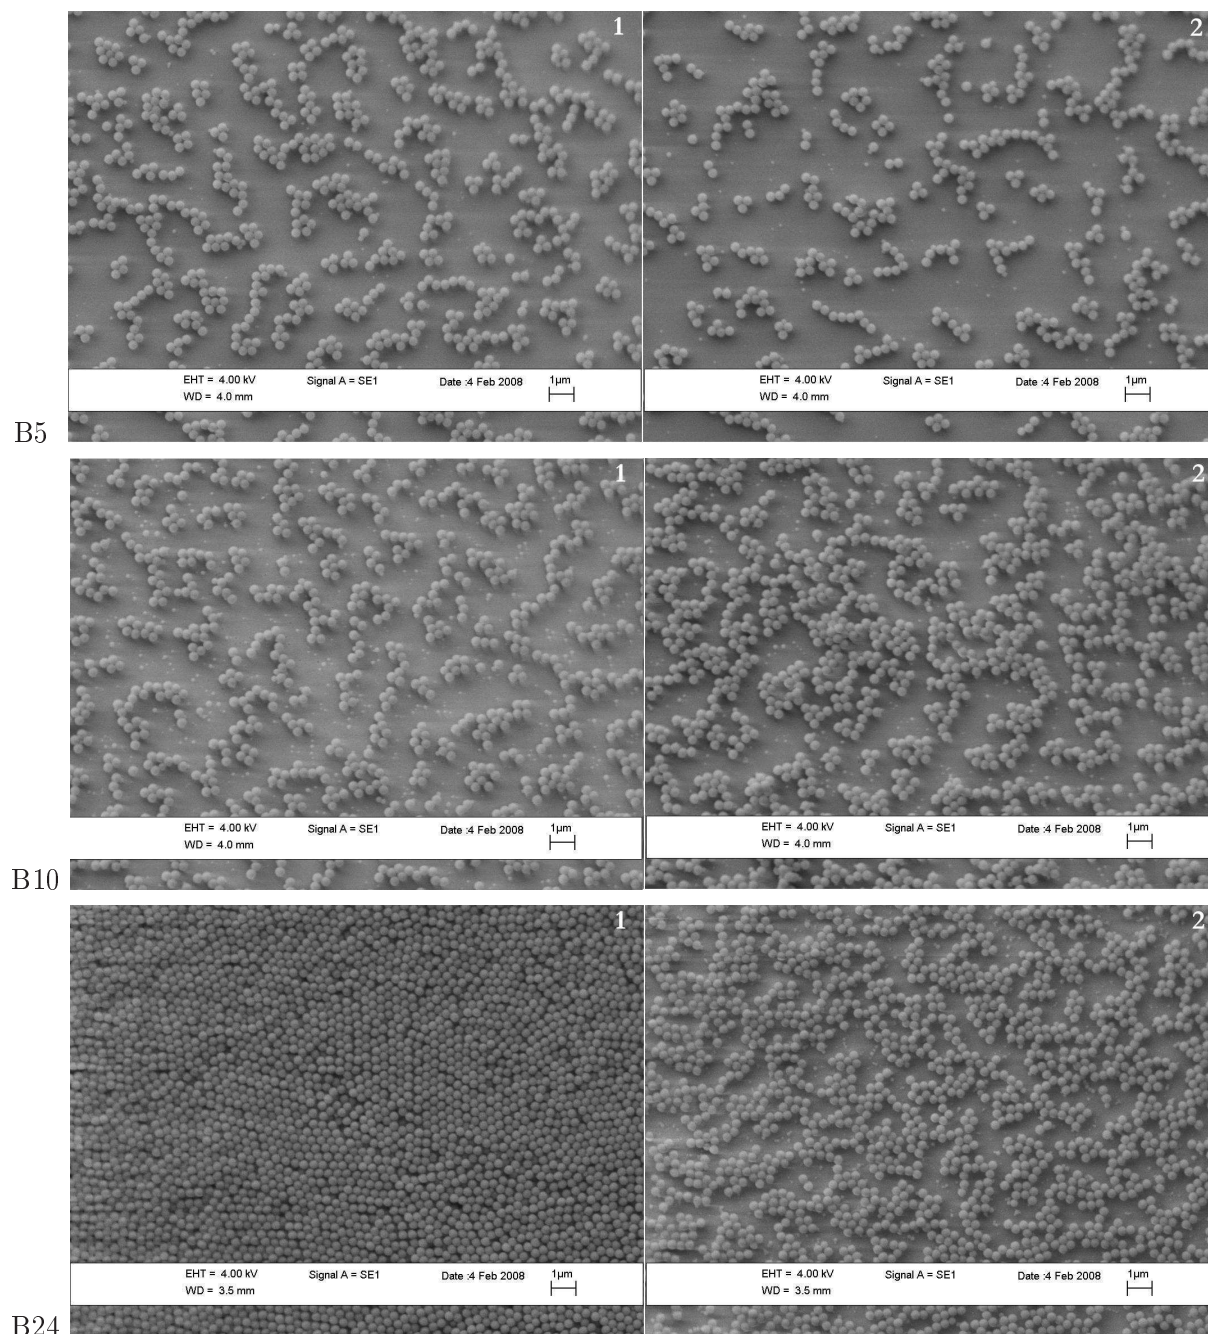 1 2
EHT = 4.00 kV Signal A = SE1 Date :4 Feb 2008 1µm
WD = 4.0 mm
EHT = 4.00 kV Signal A = SE1 Date :4 Feb 2008 1µm
WD = 4.0 mm
B5
1 2
EHT = 4.00 kV Signal A = SE1 Date :4 Feb 2008 1µm
WD = 4.0 mm
EHT = 4.00 kV Signal A = SE1 Date :4 Feb 2008 1µm
WD = 4.0 mm
B10
1 2
EHT = 4.00 kV Signal A = SE1 Date :4 Feb 2008 1µm
WD = 3.5 mm
EHT = 4.00 kV Signal A = SE1 Date :4 Feb 2008 1µm
WD = 3.5 mm
B24